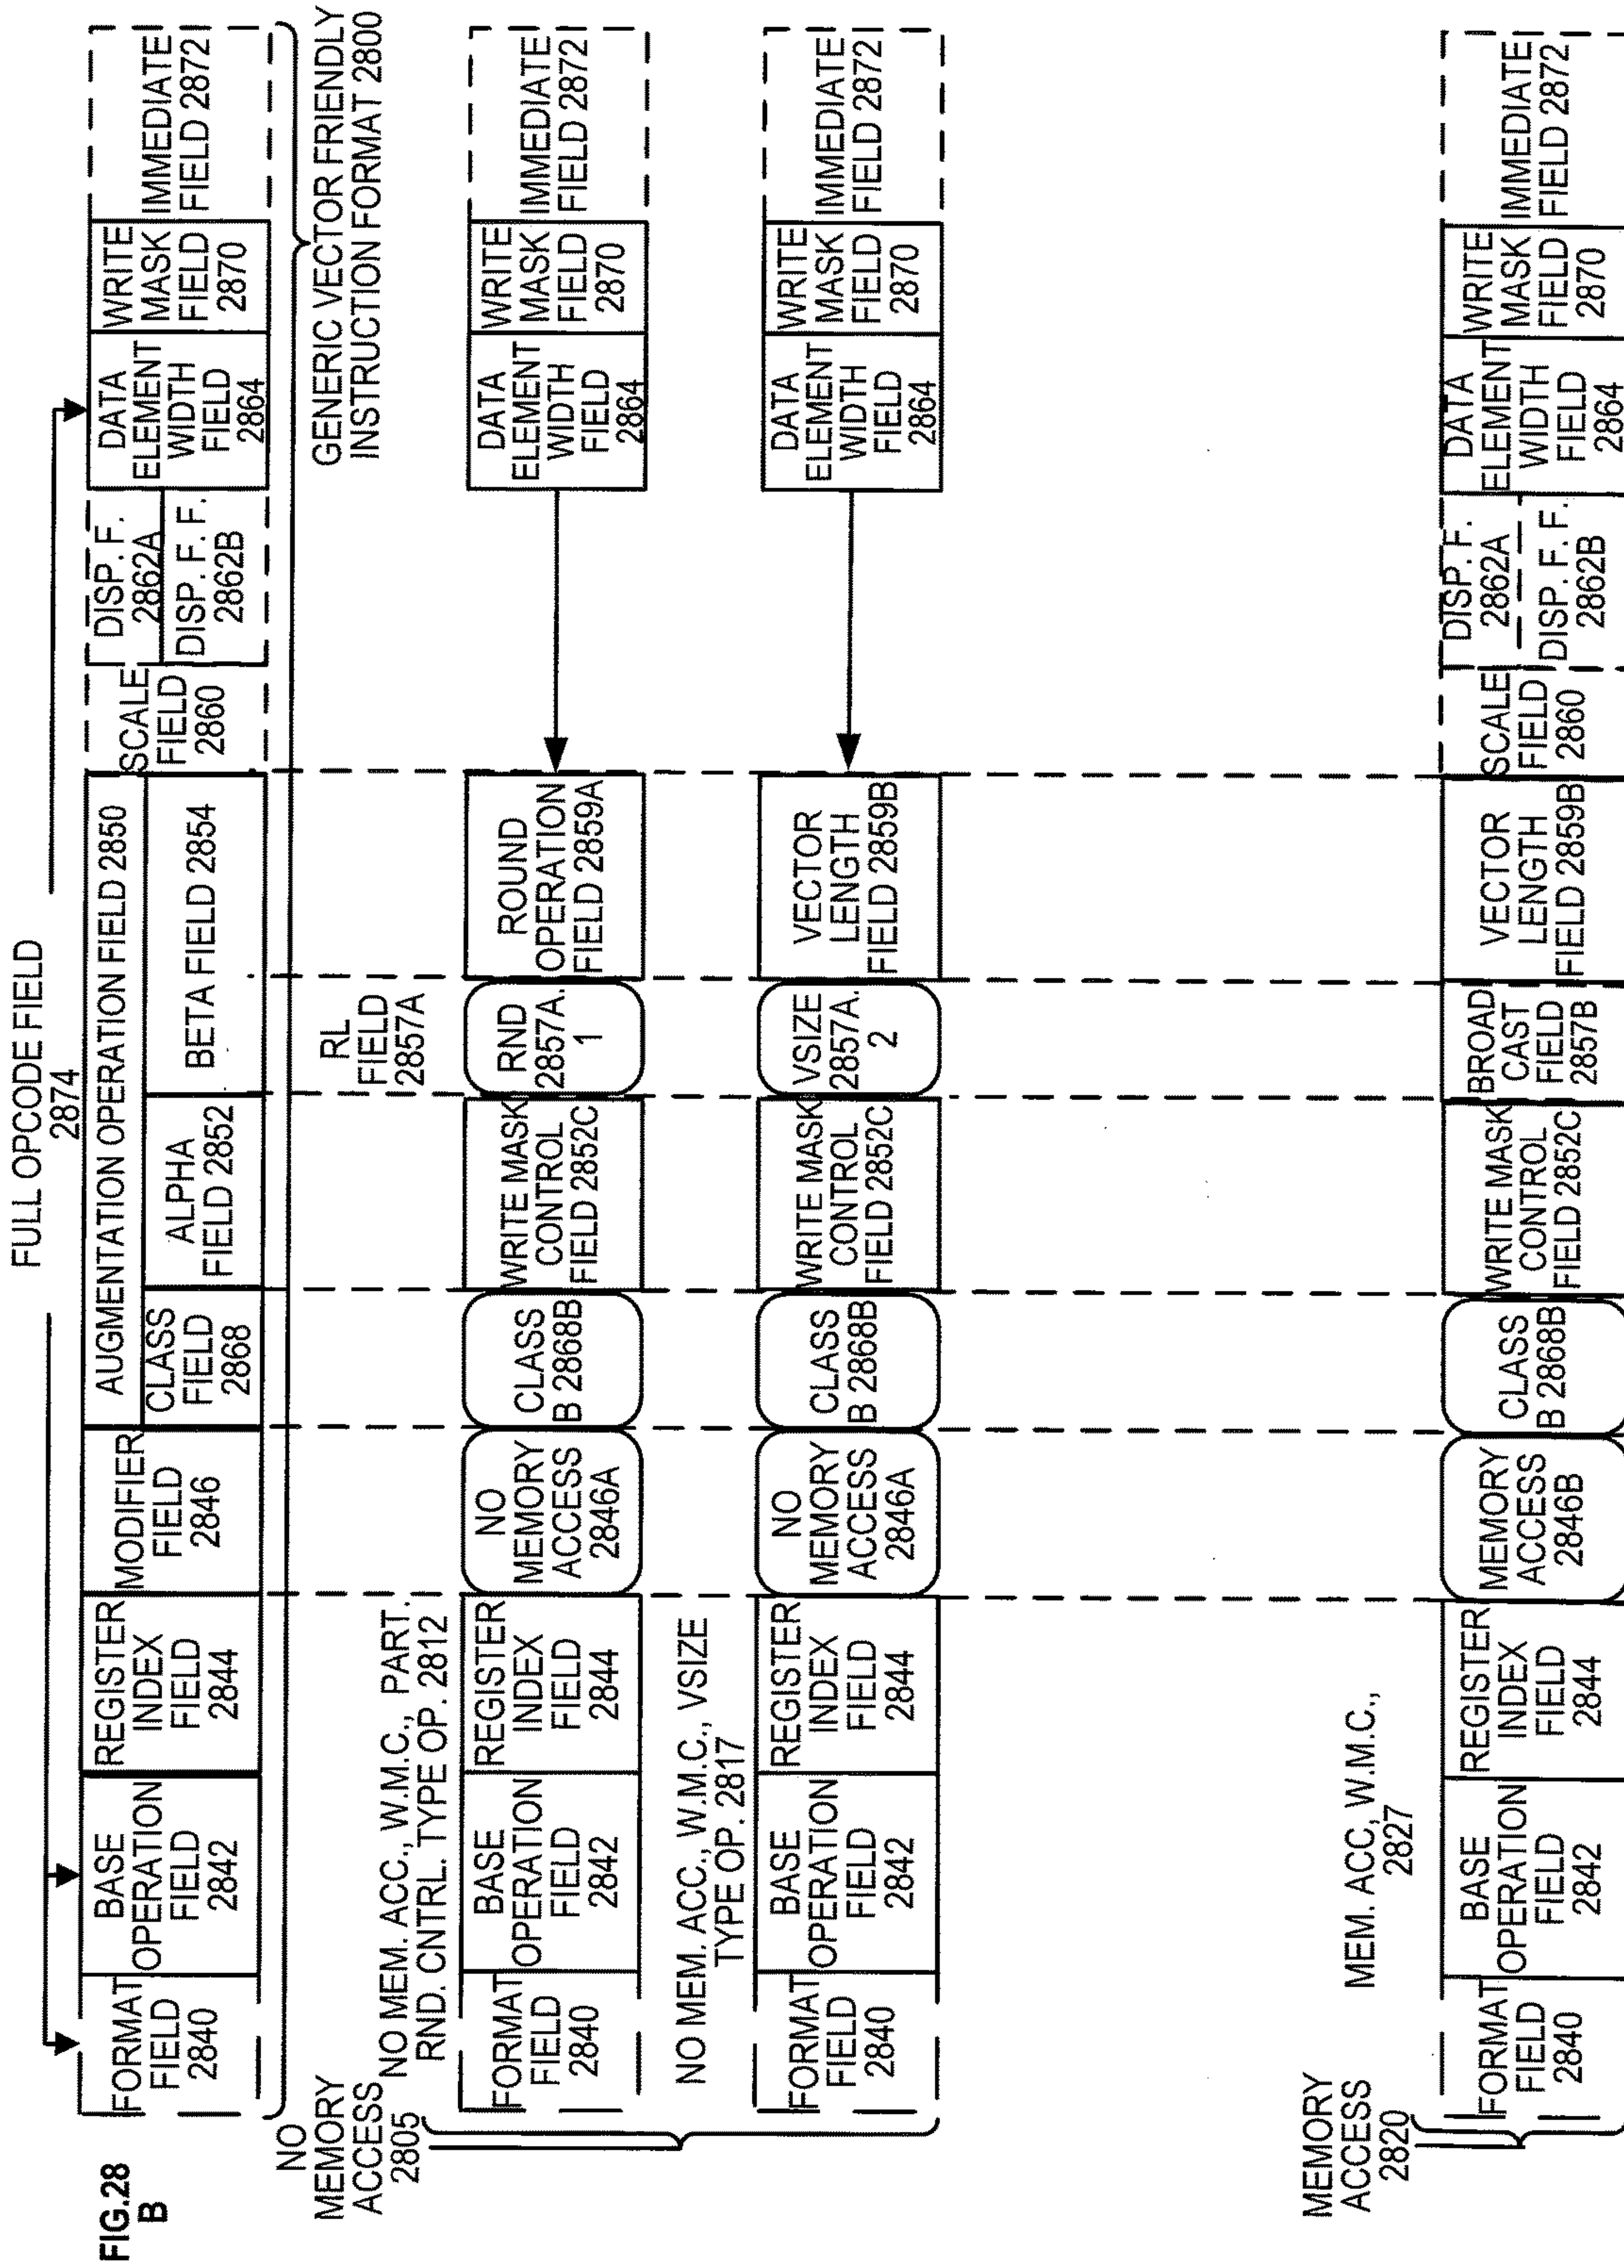 FIG.28
B
FULL OPCODE FIELD
2874
FORMAT
FIELD
2840
BASE
OPERATION
FIELD
2842
REGISTER
INDEX
FIELD
2844
MODIFIER
FIELD
2846
AUGMENTATION OPERATION FIELD 2850
CLASS
FIELD
2868
ALPHA
FIELD 2852
BETA FIELD 2854
SCALE
FIELD
2860
DISP. F.
2862A
DISP. F. F.
2862B
DATA
ELEMENT
WIDTH
FIELD
2864
WRITE
MASK
FIELD
2870
IMMEDIATE
FIELD 2872
GENERIC VECTOR FRIENDLY
INSTRUCTION FORMAT 2800
NO
MEMORY
ACCESS
2805
NO MEM. ACC., W.M.C., PART.
RND. CNTRL. TYPE OP. 2812
RL
FIELD
2857A
FORMAT
FIELD
2840
BASE
OPERATION
FIELD
2842
REGISTER
INDEX
FIELD
2844
NO
MEMORY
ACCESS
2846A
CLASS
B 2868B
WRITE MASK
CONTROL
FIELD 2852C
RND
2857A.
1
ROUND
OPERATION
FIELD 2859A
DATA
ELEMENT
WIDTH
FIELD
2864
WRITE
MASK
FIELD
2870
IMMEDIATE
FIELD 2872
NO MEM. ACC., W.M.C., VSIZE
TYPE OP. 2817
FORMAT
FIELD
2840
BASE
OPERATION
FIELD
2842
REGISTER
INDEX
FIELD
2844
NO
MEMORY
ACCESS
2846A
CLASS
B 2868B
WRITE MASK
CONTROL
FIELD 2852C
VSIZE
2857A.
2
VECTOR
LENGTH
FIELD 2859B
DATA
ELEMENT
WIDTH
FIELD
2864
WRITE
MASK
FIELD
2870
IMMEDIATE
FIELD 2872
MEMORY
ACCESS
2820
MEM. ACC, W.M.C.,
2827
FORMAT
FIELD
2840
BASE
OPERATION
FIELD
2842
REGISTER
INDEX
FIELD
2844
MEMORY
ACCESS
2846B
CLASS
B 2868B
WRITE MASK
CONTROL
FIELD 2852C
BROAD
CAST
FIELD
2857B
VECTOR
LENGTH
FIELD 2859B
SCALE
FIELD
2860
DISP. F.
2862A
DISP. F. F.
2862B
DATA
ELEMENT
WIDTH
FIELD
2864
WRITE
MASK
FIELD
2870
IMMEDIATE
FIELD 2872